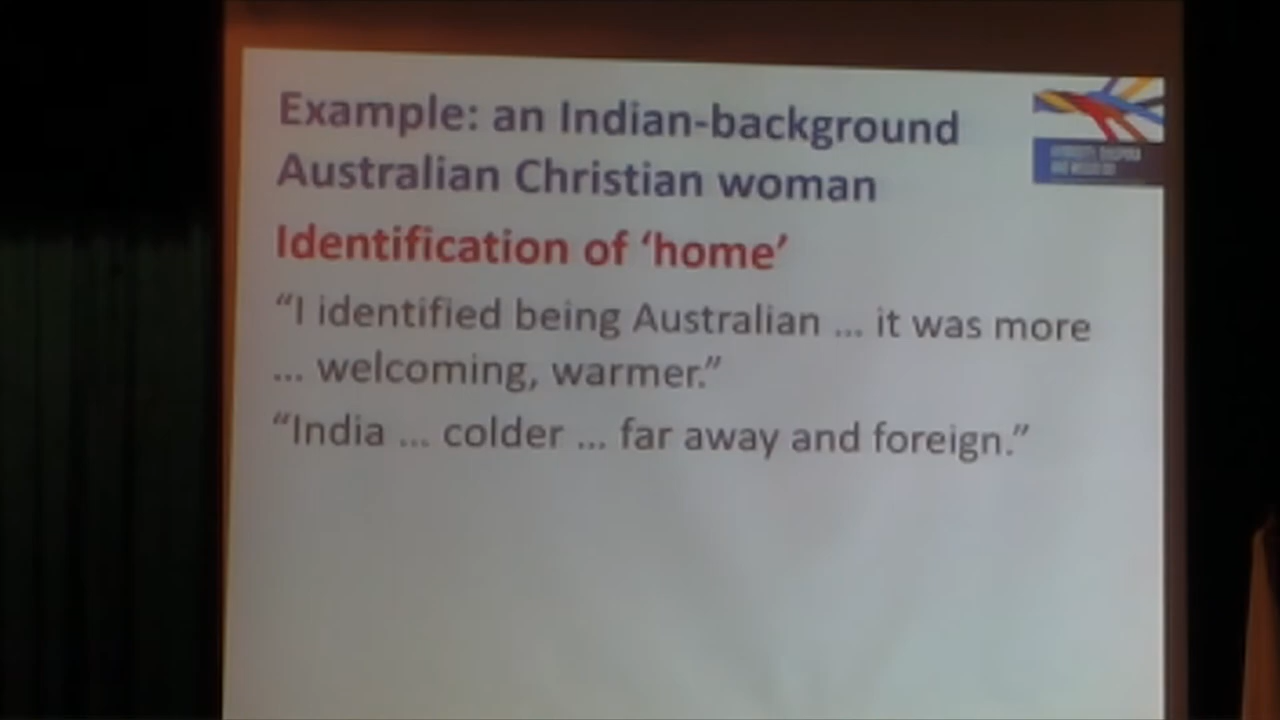 Example: an Indian-background
Australian Christian woman
Identification of ‘home’
“I identified being Australian ... it was more
... welcoming, warmer.”
“India ... colder ... far away and foreign.”